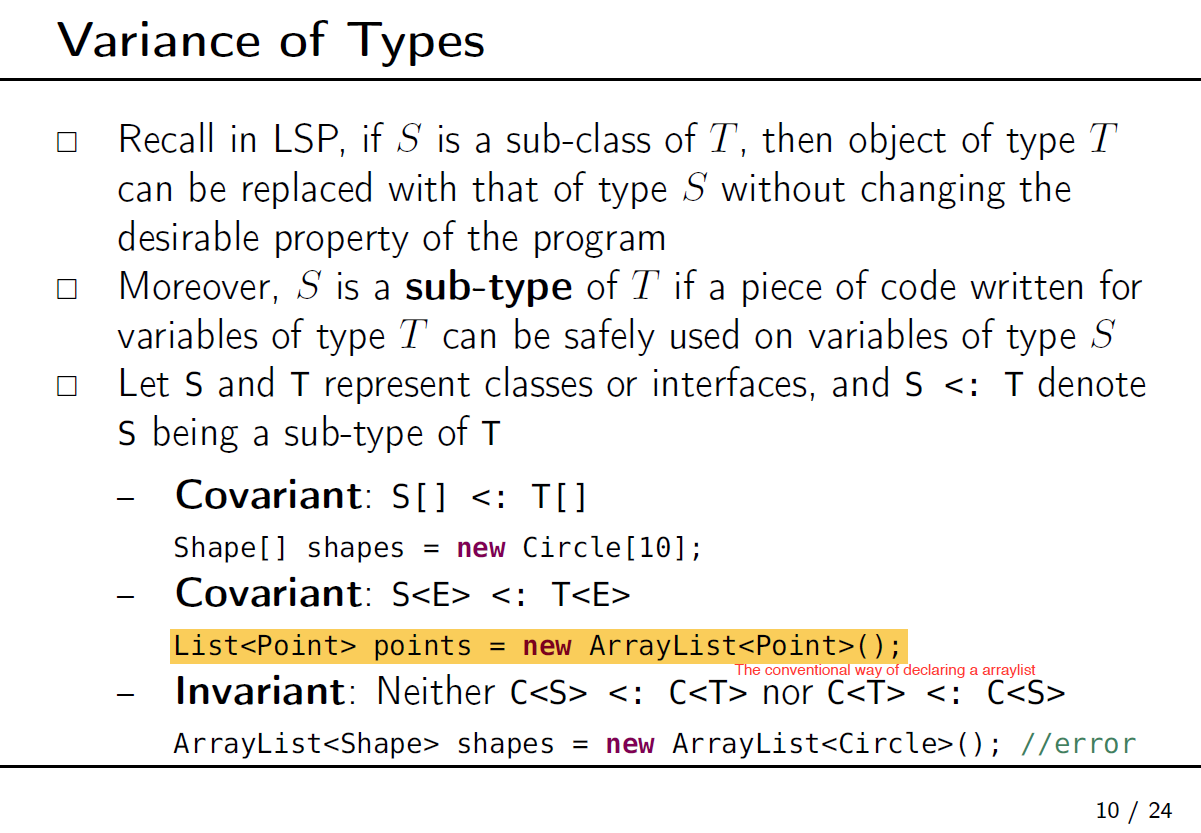 Variance of Types
□ Recall in LSP, if S is a sub-class of T, then object of type T
can be replaced with that of type S without changing the
desirable property of the program
□ Moreover, S is a sub-type of T if a piece of code written for
variables of type T can be safely used on variables of type S
□ Let S and T represent classes or interfaces, and S <: T denote
S being a sub-type of T
– Covariant: S[] <: T[]
Shape[] shapes = new Circle[10];
– Covariant: S<E> <: T<E>
List<Point> points = new ArrayList<Point>();
The conventional way of declaring a arraylist
– Invariant: Neither C<S> <: C<T> nor C<T> <: C<S>
ArrayList<Shape> shapes = new ArrayList<Circle>(); //error
10 / 24